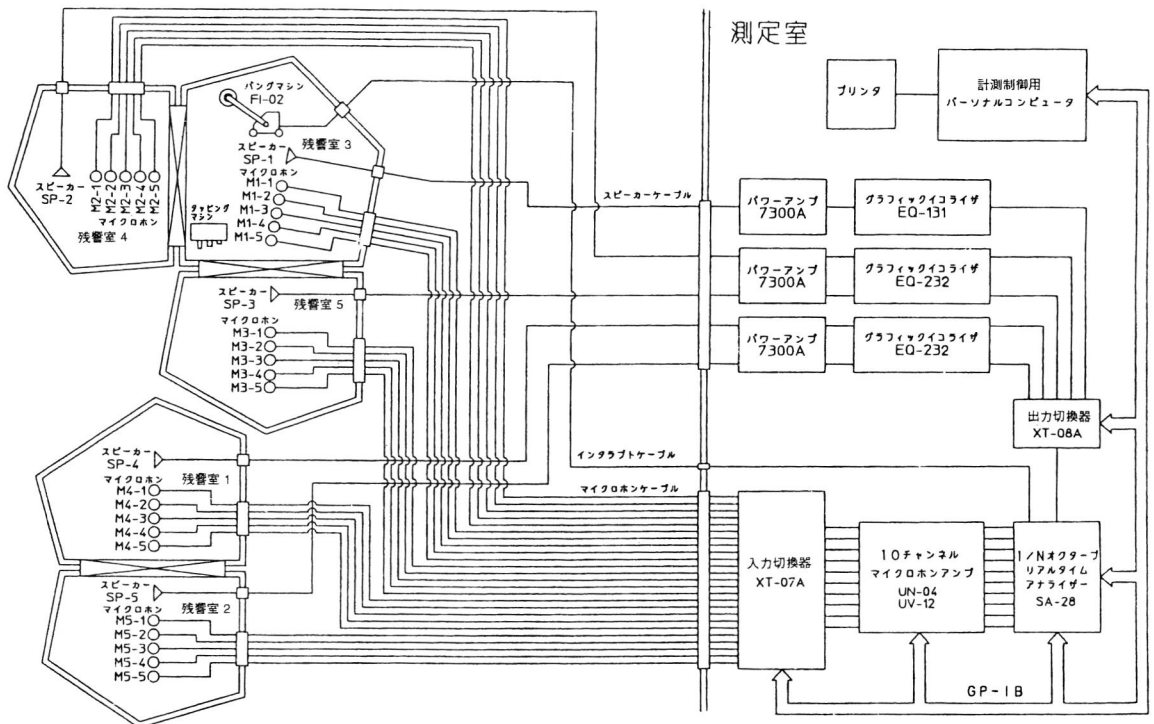 測定室
プリンタ
計測制御用
パーソナルコンピュータ
バングマシン
FI-02
残響室 3
スピーカー
SP-1
マイクロホン
M1-1
M1-2
M1-3
M1-4
M1-5
タッピング
マシン
スピーカー
SP-2
M2-1
M2-2
M2-3
M2-4
M2-5
マイクロホン
残響室 4
スピーカー
SP-3
残響室 5
マイクロホン
M3-1
M3-2
M3-3
M3-4
M3-5
スピーカー
SP-4
残響室 1
マイクロホン
M4-1
M4-2
M4-3
M4-4
M4-5
スピーカー
SP-5
残響室 2
マイクロホン
M5-1
M5-2
M5-3
M5-4
M5-5
スピーカーケーブル
パワーアンプ
7300A
グラフィックイコライザ
EQ-131
パワーアンプ
7300A
グラフィックイコライザ
EQ-232
パワーアンプ
7300A
グラフィックイコライザ
EQ-232
出力切換器
XT-08A
インタラプトケーブル
マイクロホンケーブル
入力切換器
XT-07A
10チャンネル
マイクロホンアンプ
UN-04
UV-12
1/Nオクターブ
リアルタイム
アナライザー
SA-28
GP-IB